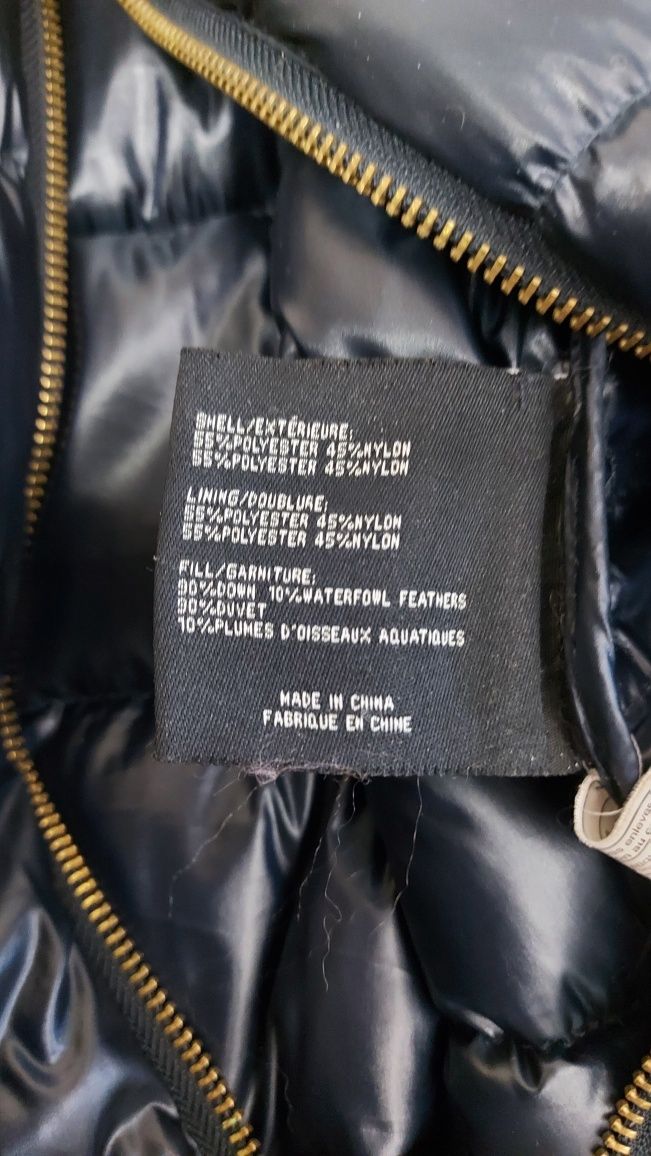 SHELL/EXTÉRIEURE:
55%POLYESTER 45%NYLON
55%POLYESTER 45%NYLON
LINING/DOUBLURE:
55%POLYESTER 45%NYLON
55%POLYESTER 45%NYLON
FILL/GARNITURE:
90%DOWN 10%WATERFOWL FEATHERS
90%DUVET
10%PLUMES D'OISSEAUX AQUATIQUES
MADE IN CHINA
FABRIQUE EN CHINE